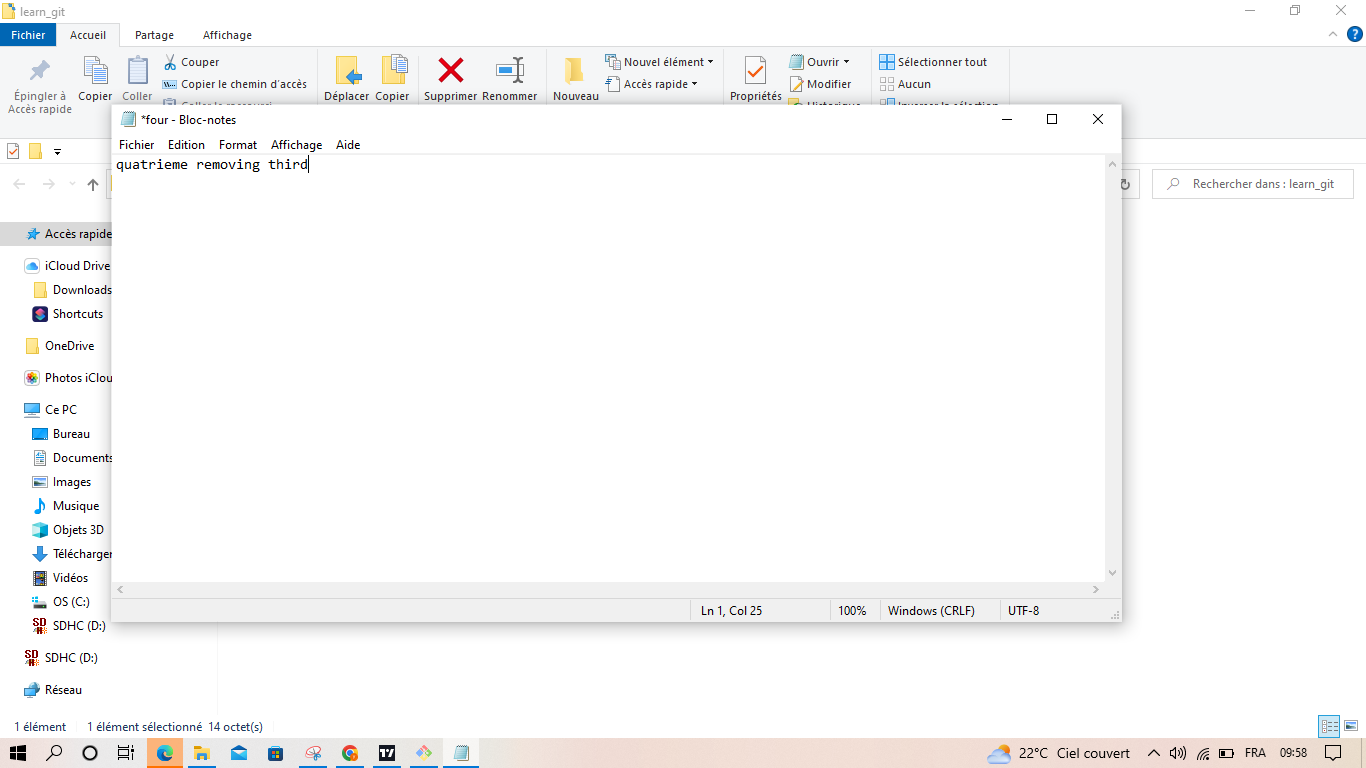 learn_git
Fichier Accueil Partage Affichage
Épingler à Accès rapide
Copier
Coller
Couper
Copier le chemin d'accès
Déplacer
Copier
Supprimer
Renommer
Nouveau
Nouvel élément
Accès rapide
Propriétés
Ouvrir
Modifier
Historique
Sélectionner tout
Aucun
Inverser la sélection
*four - Bloc-notes
Fichier Edition Format Affichage Aide
quatrieme removing third
Rechercher dans : learn_git
Accès rapide
iCloud Drive
Downloads
Shortcuts
OneDrive
Photos iClou
Ce PC
Bureau
Documents
Images
Musique
Objets 3D
Télécharger
Vidéos
OS (C:)
SDHC (D:)
SDHC (D:)
Réseau
Ln 1, Col 25 100% Windows (CRLF) UTF-8
1 élément 1 élément sélectionné 14 octet(s)
22°C Ciel couvert FRA 09:58